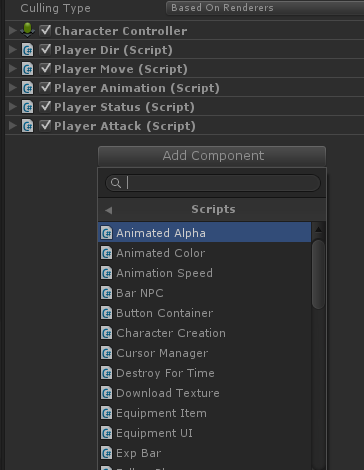 Culling Type Based On Renderers
Character Controller
Player Dir (Script)
Player Move (Script)
Player Animation (Script)
Player Status (Script)
Player Attack (Script)
Add Component
Scripts
Animated Alpha
Animated Color
Animation Speed
Bar NPC
Button Container
Character Creation
Cursor Manager
Destroy For Time
Download Texture
Equipment Item
Equipment UI
Exp Bar